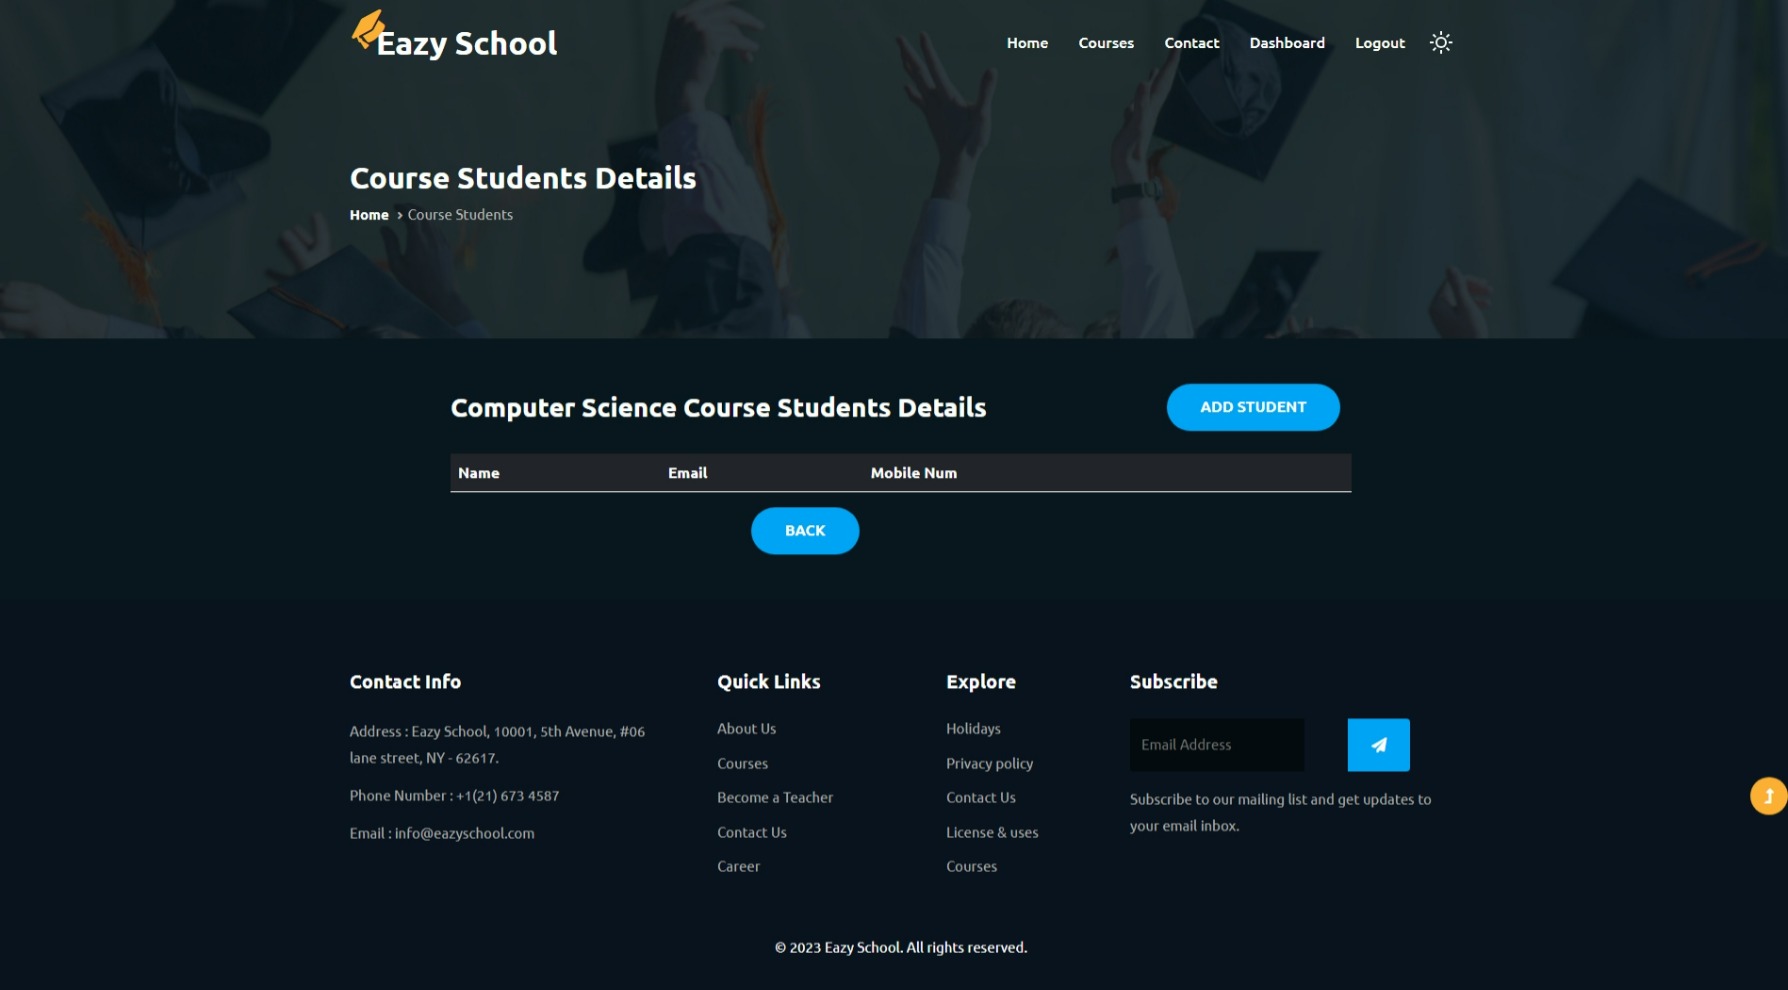 Eazy School
Home
Courses
Contact
Dashboard
Logout
Course Students Details
Home
Course Students
Computer Science Course Students Details
ADD STUDENT
Name
Email
Mobile Num
BACK
Contact Info
Address : Eazy School, 10001, 5th Avenue, #06
lane street, NY - 62617.
Phone Number : +1(21) 673 4587
Email : info@eazyschool.com
Quick Links
About Us
Courses
Become a Teacher
Contact Us
Career
Explore
Holidays
Privacy policy
Contact Us
License & uses
Courses
Subscribe
Email Address
Subscribe to our mailing list and get updates to
your email inbox.
© 2023 Eazy School. All rights reserved.